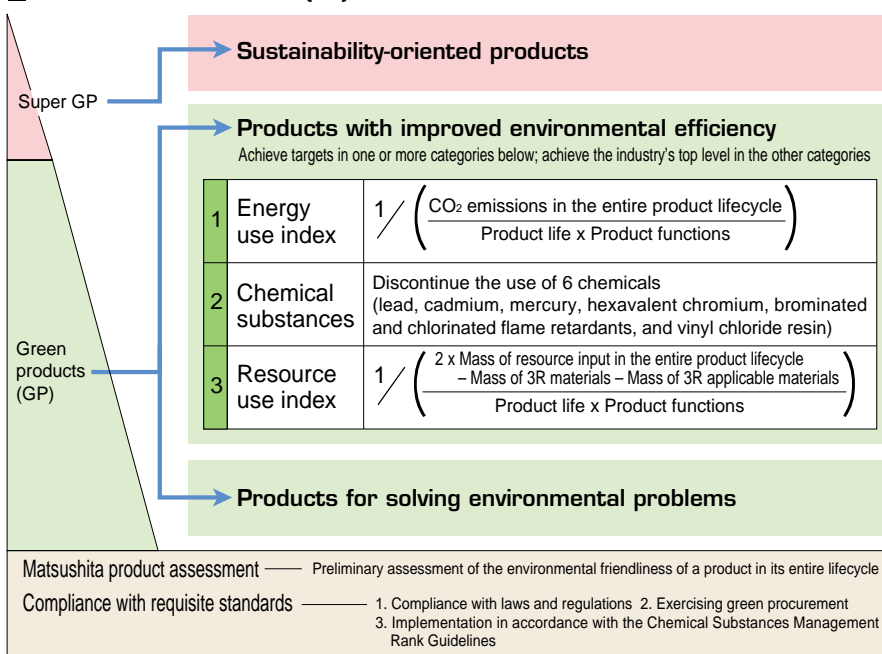 Sustainability-oriented products
Super GP
Products with improved environmental efficiency
Achieve targets in one or more categories below; achieve the industry's top level in the other categories
1
Energy
use index
1/(CO₂ emissions in the entire product lifecycle
Product life x Product functions)
2
Chemical
substances
Discontinue the use of 6 chemicals
(lead, cadmium, mercury, hexavalent chromium, brominated
and chlorinated flame retardants, and vinyl chloride resin)
Green
products
(GP)
3
Resource
use index
1/(2 x Mass of resource input in the entire product lifecycle
– Mass of 3R materials – Mass of 3R applicable materials
Product life x Product functions)
Products for solving environmental problems
Matsushita product assessment
Preliminary assessment of the environmental friendliness of a product in its entire lifecycle
Compliance with requisite standards
1. Compliance with laws and regulations 2. Exercising green procurement
3. Implementation in accordance with the Chemical Substances Management
Rank Guidelines